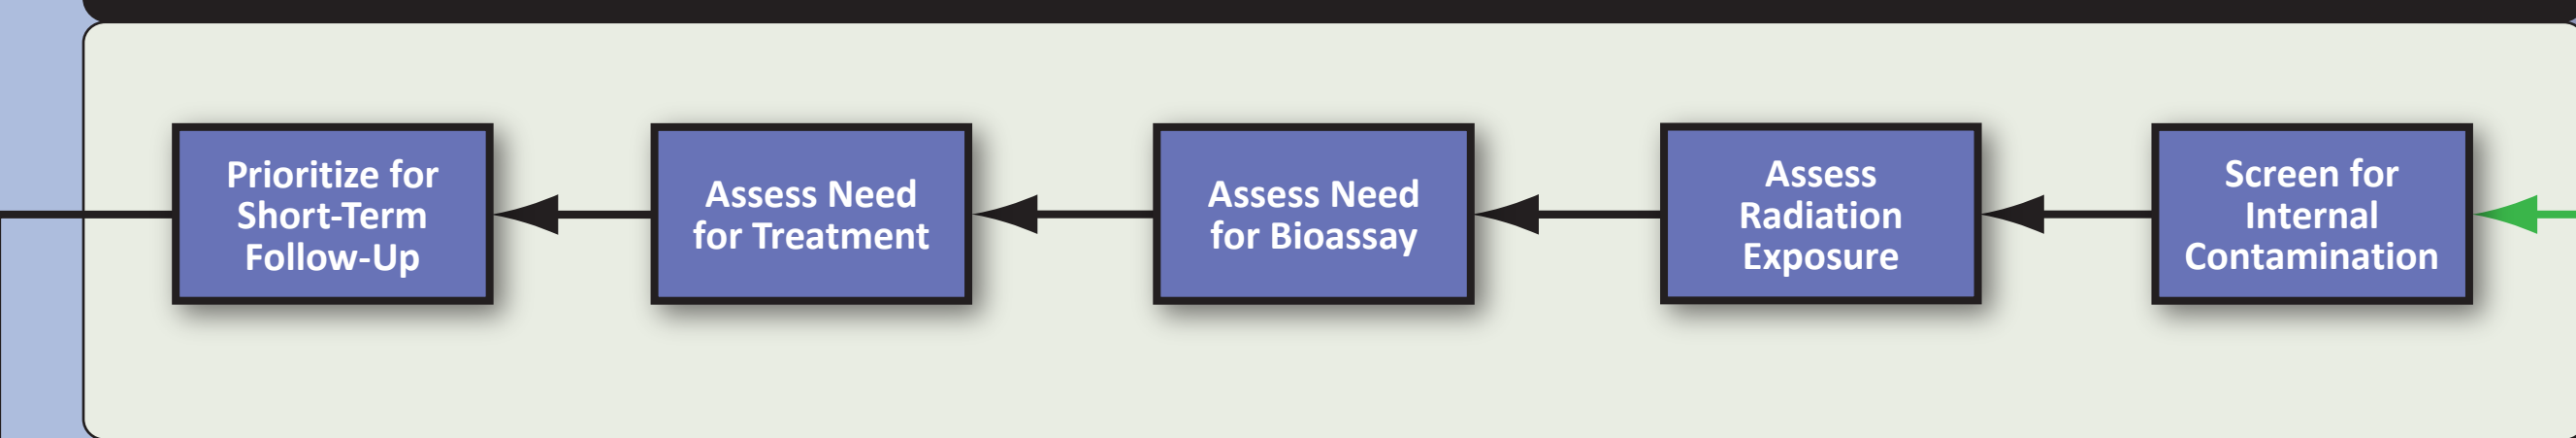 Prioritize for
Short-Term
Follow-Up
Assess Need
for Treatment
Assess Need
for Bioassay
Assess
Radiation
Exposure
Screen for
Internal
Contamination